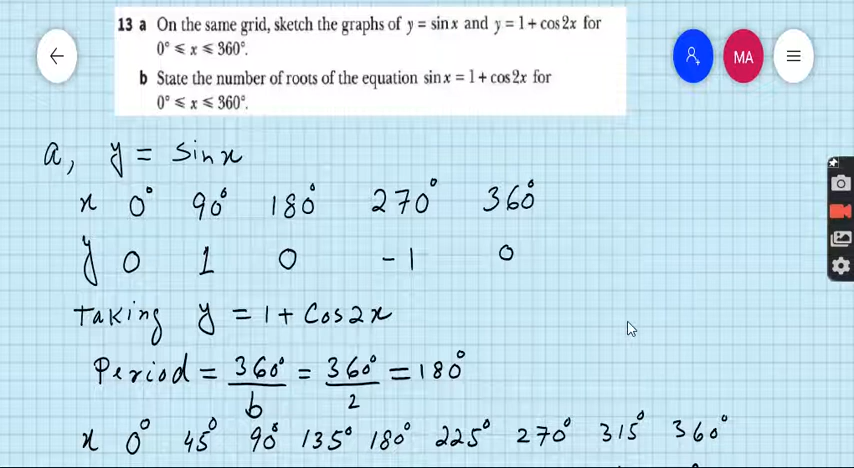 13 a On the same grid, sketch the graphs of y = sin x and y = 1 + cos 2x for
0° ⩽ x ⩽ 360°.
b State the number of roots of the equation sin x = 1 + cos 2x for
0° ⩽ x ⩽ 360°.
MA
a, y = sinx
x 0° 90° 180° 270° 360°
y 0 1 0 -1 0
Taking y = 1 + Cos2x
Period = 360°/b = 360°/2 = 180°
x 0° 45° 90° 135° 180° 225° 270° 315° 360°